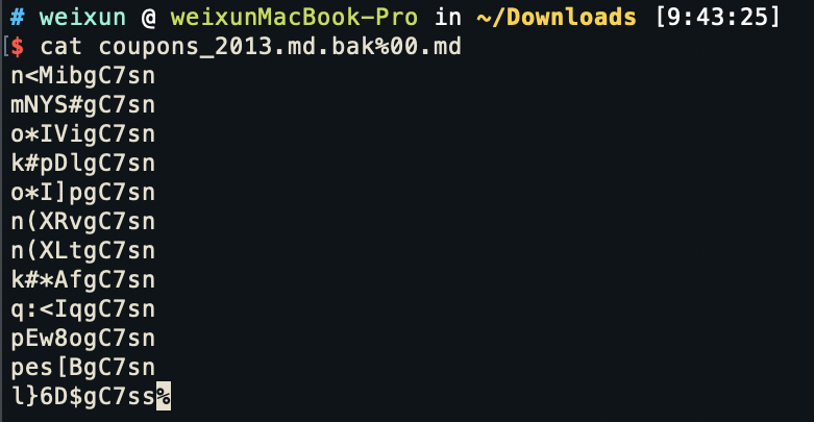 # weixun @ weixunMacBook-Pro in ~/Downloads [9:43:25]
[$ cat coupons_2013.md.bak%00.md
n<MibgC7sn
mNYS#gC7sn
o*IVigC7sn
k#pDlgC7sn
o*I]pgC7sn
n(XRvgC7sn
n(XLtgC7sn
k#*AfgC7sn
q:<IqgC7sn
pEw8ogC7sn
pes[BgC7sn
l}6D$gC7ss%